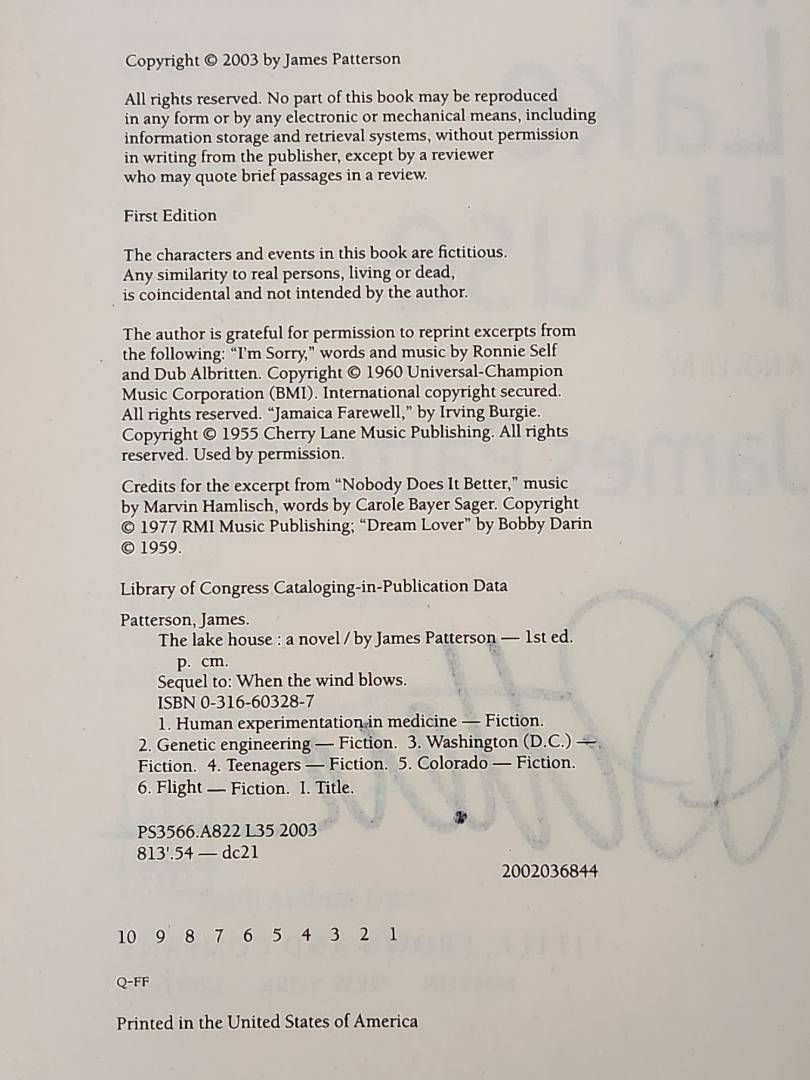 Copyright © 2003 by James Patterson
All rights reserved. No part of this book may be reproduced
in any form or by any electronic or mechanical means, including
information storage and retrieval systems, without permission
in writing from the publisher, except by a reviewer
who may quote brief passages in a review.
First Edition
The characters and events in this book are fictitious.
Any similarity to real persons, living or dead,
is coincidental and not intended by the author.
The author is grateful for permission to reprint excerpts from
the following: “I'm Sorry,” words and music by Ronnie Self
and Dub Albritten. Copyright © 1960 Universal-Champion
Music Corporation (BMI). International copyright secured.
All rights reserved. “Jamaica Farewell,” by Irving Burgie.
Copyright © 1955 Cherry Lane Music Publishing. All rights
reserved. Used by permission.
Credits for the excerpt from “Nobody Does It Better,” music
by Marvin Hamlisch, words by Carole Bayer Sager. Copyright
© 1977 RMI Music Publishing; “Dream Lover” by Bobby Darin
© 1959.
Library of Congress Cataloging-in-Publication Data
Patterson, James.
The lake house : a novel / by James Patterson — 1st ed.
p. cm.
Sequel to: When the wind blows.
ISBN 0-316-60328-7
1. Human experimentation in medicine — Fiction.
2. Genetic engineering — Fiction. 3. Washington (D.C.) —
Fiction. 4. Teenagers — Fiction. 5. Colorado — Fiction.
6. Flight — Fiction. I. Title.
PS3566.A822 L35 2003
813'.54 — dc21
2002036844
10 9 8 7 6 5 4 3 2 1
Q-FF
Printed in the United States of America